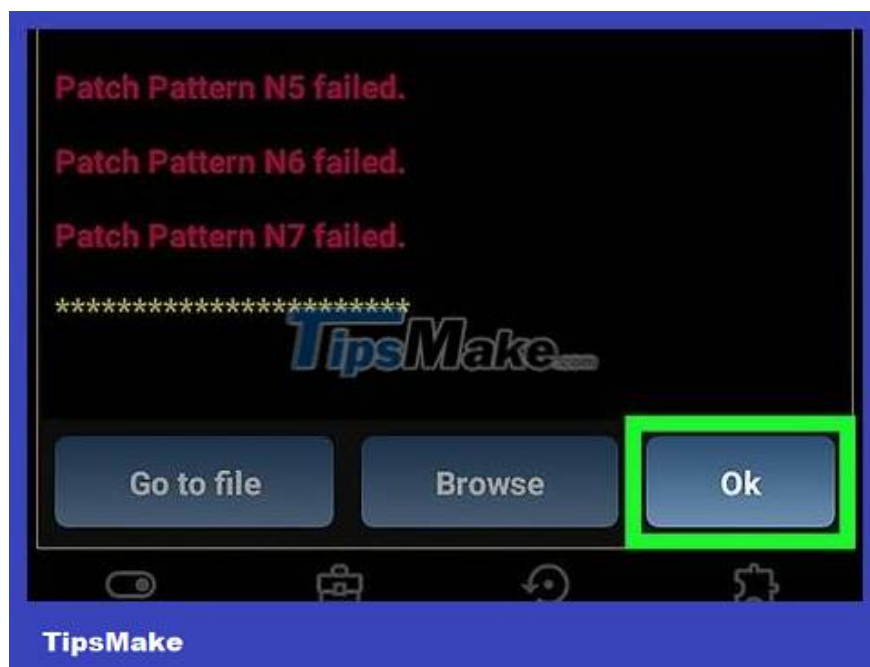 Patch Pattern N5 failed.
Patch Pattern N6 failed.
Patch Pattern N7 failed.
***********************
TipsMake.com
Go to file
Browse
Ok
TipsMake